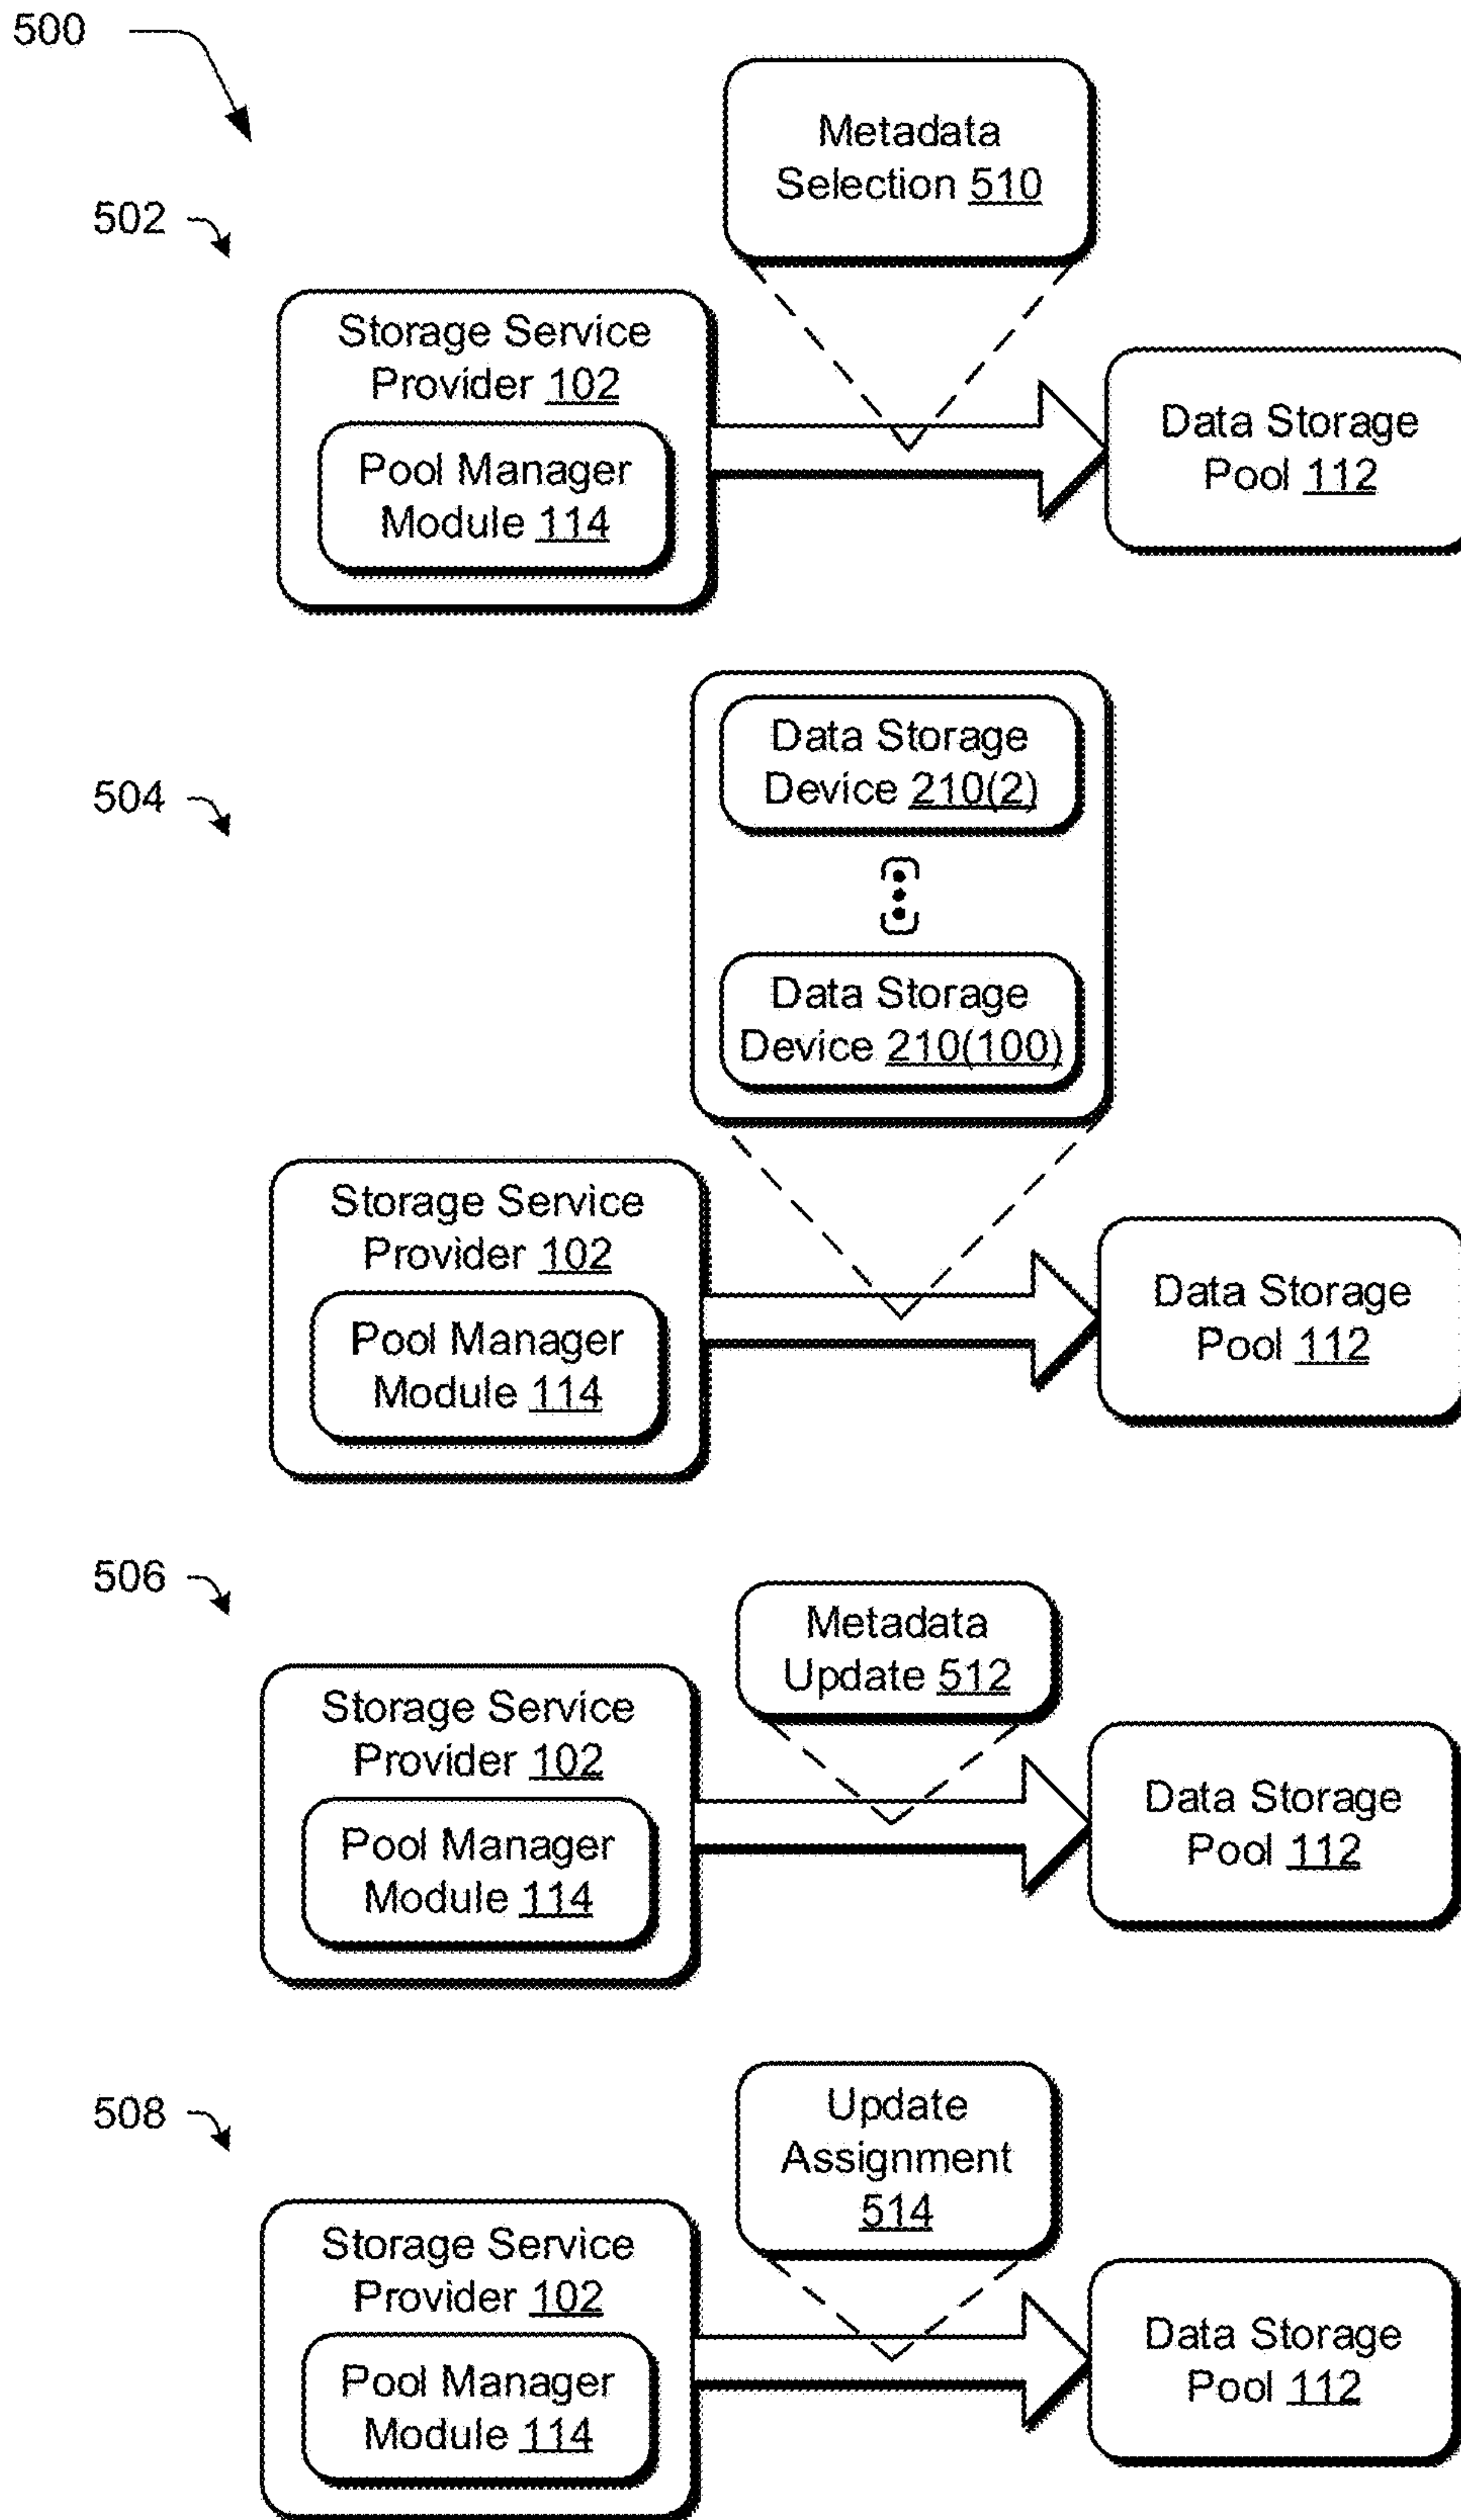 500
Metadata
Selection 510
502
Storage Service
Provider 102
Pool Manager
Module 114
Data Storage
Pool 112
504
Data Storage
Device 210(2)
Data Storage
Device 210(100)
Storage Service
Provider 102
Pool Manager
Module 114
Data Storage
Pool 112
506
Metadata
Update 512
Storage Service
Provider 102
Pool Manager
Module 114
Data Storage
Pool 112
508
Update
Assignment
514
Storage Service
Provider 102
Pool Manager
Module 114
Data Storage
Pool 112